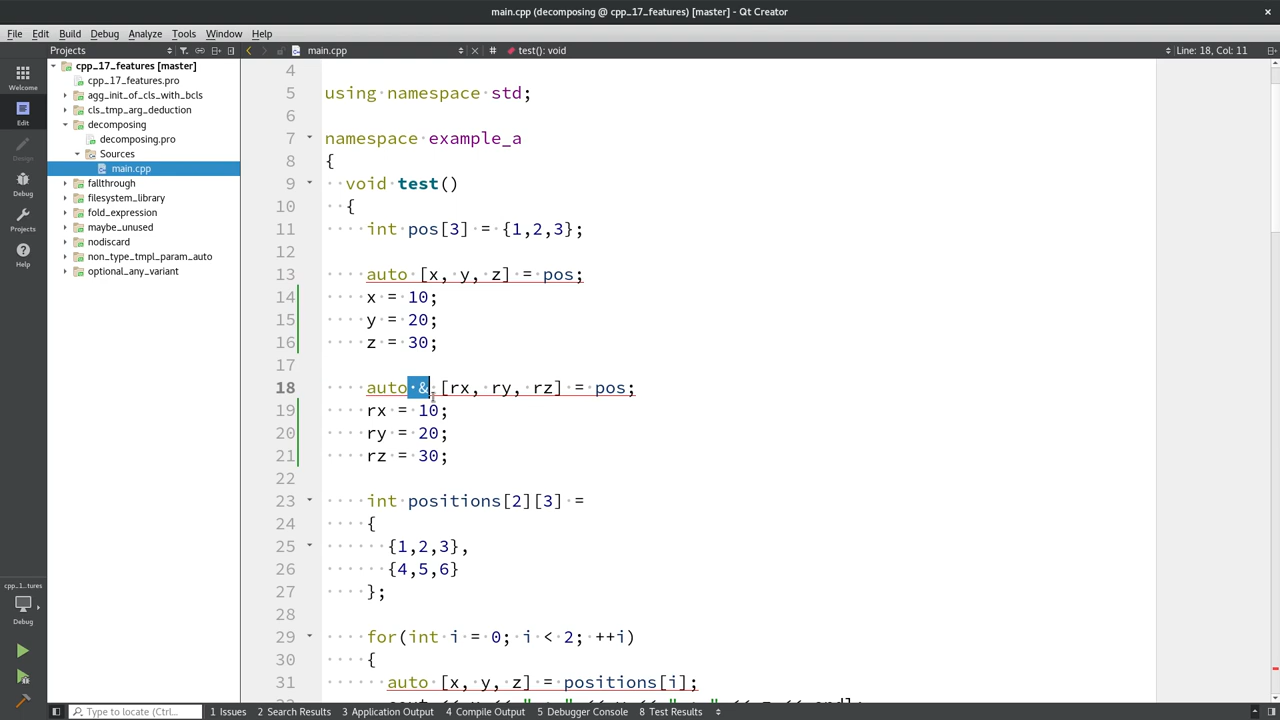 main.cpp (decomposing @ cpp_17_features) [master] - Qt Creator
File Edit Build Debug Analyze Tools Window Help
Projects main.cpp # test(): void Line: 18, Col: 11
Welcome
Edit
Design
Debug
Projects
Help
cpp_1...tures
Debug
cpp_17_features [master]
cpp_17_features.pro
agg_init_of_cls_with_bcls
cls_tmp_arg_deduction
decomposing
decomposing.pro
Sources
main.cpp
fallthrough
filesystem_library
fold_expression
maybe_unused
nodiscard
non_type_tmpl_param_auto
optional_any_variant
4
5 using namespace std;
6
7 namespace example_a
8 {
9 void test()
10 {
11 int pos[3] = {1,2,3};
12
13 auto [x, y, z] = pos;
14 x = 10;
15 y = 20;
16 z = 30;
17
18 auto & [rx, ry, rz] = pos;
19 rx = 10;
20 ry = 20;
21 rz = 30;
22
23 int positions[2][3] =
24 {
25 {1,2,3},
26 {4,5,6}
27 };
28
29 for(int i = 0; i < 2; ++i)
30 {
31 auto [x, y, z] = positions[i];
Type to locate (Ctrl... 1 Issues 2 Search Results 3 Application Output 4 Compile Output 5 Debugger Console 8 Test Results